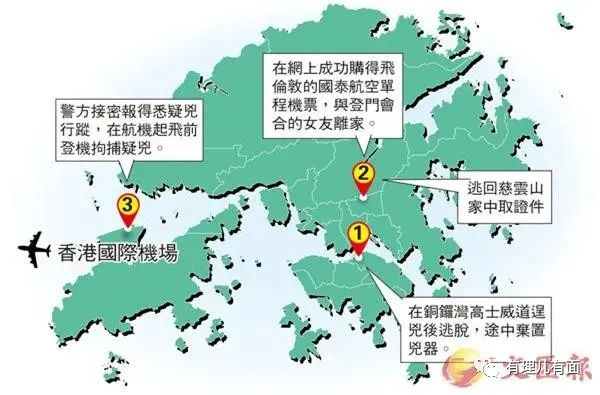 在網上成功購得飛
倫敦的國泰航空單
程機票，與登門會
合的女友離家。
警方接密報得悉疑兇
行蹤，在航機起飛前
登機拘捕疑兇。
2
逃回慈雲山
家中取證件
3
香港國際機場
1
在銅鑼灣高士威道逞
兇後逃脫，途中棄置
兇器。
文匯報
有理儿有面